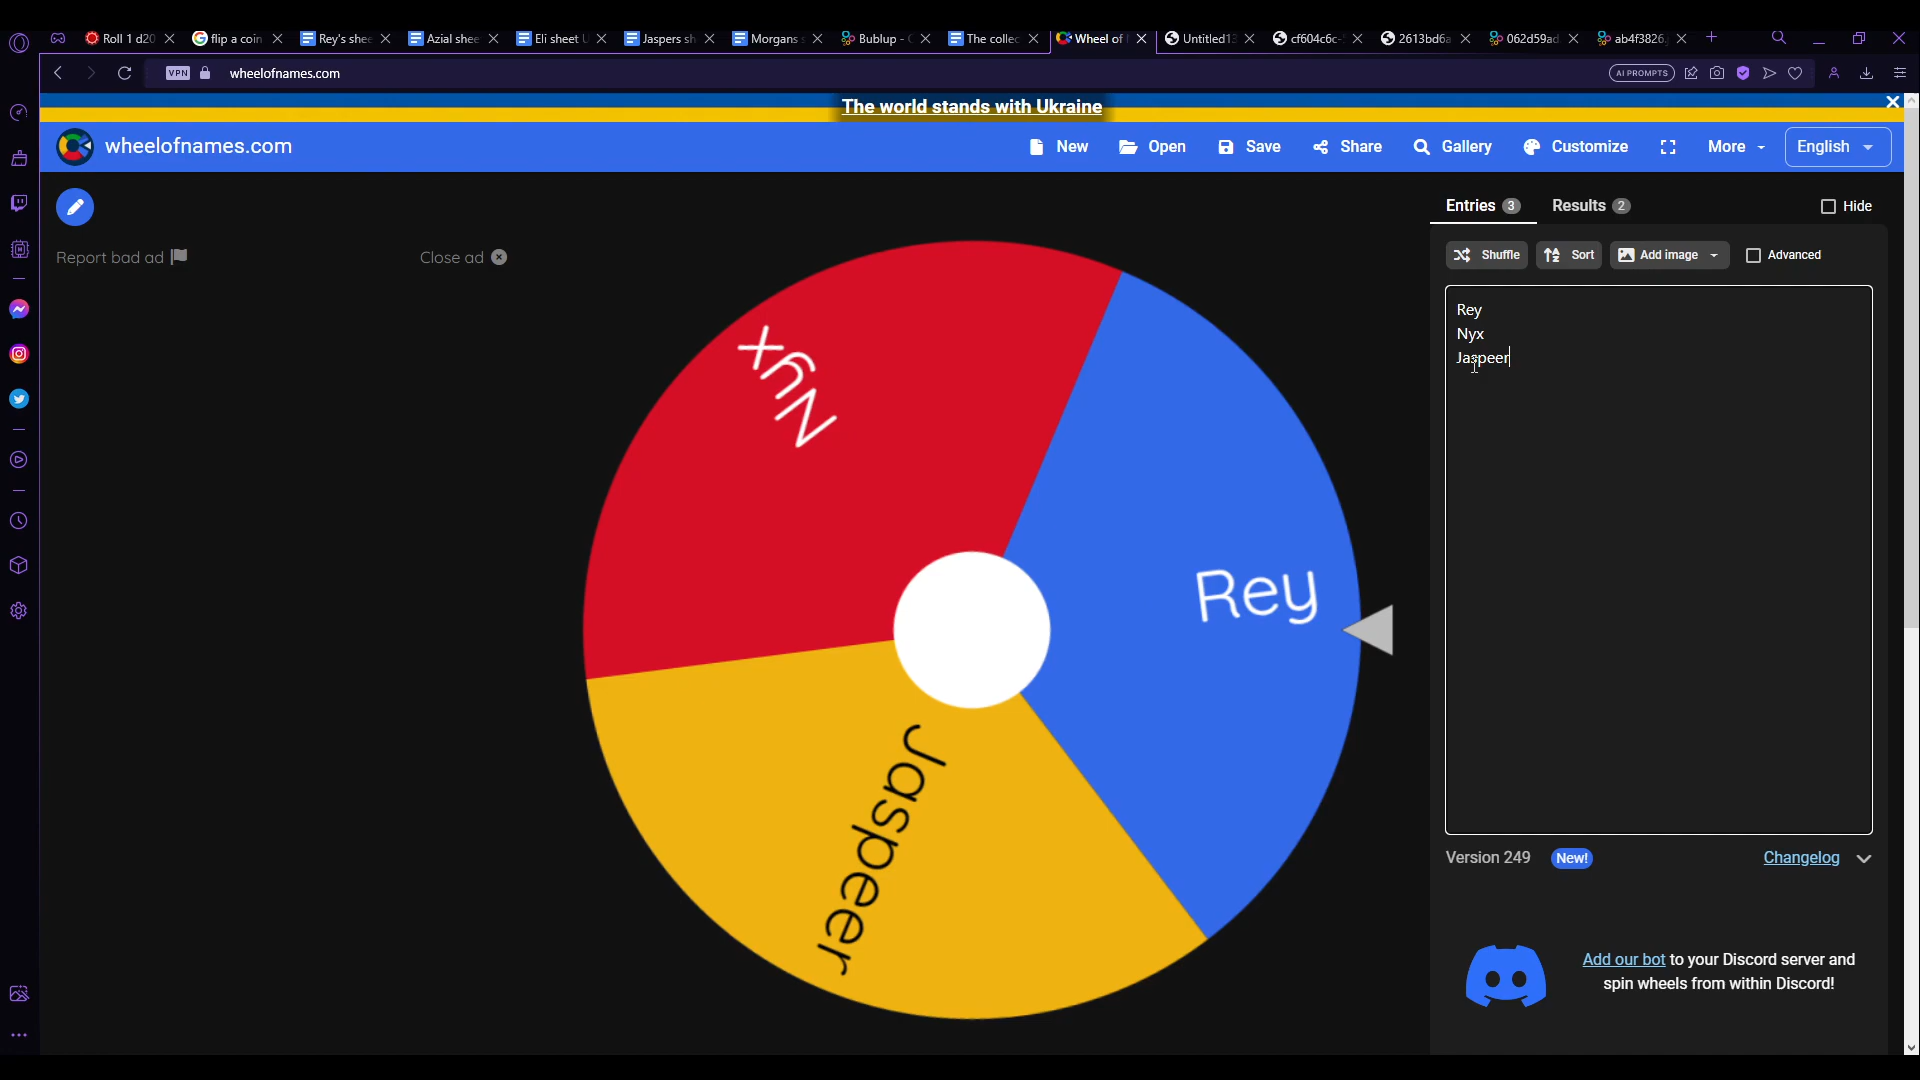 Roll 1 d20
flip a coin
Rey's shee
Azial shee
Eli sheet U
Jaspers sh
Morgans s
Bublup - C
The collec
Wheel of
Untitled1
cf604c6c-
2613bd6a
062d59ad
ab4f3826.
VPN
wheelofnames.com
AI PROMPTS
The world stands with Ukraine
wheelofnames.com
New
Open
Save
Share
Gallery
Customize
More
English
Report bad ad
Close ad
Entries 3
Results 2
Hide
Shuffle
Sort
Add image
Advanced
Rey
Nyx
Jaspeer
Nyx
Rey
Jaspeer
Version 249
New!
Changelog
Add our bot to your Discord server and
spin wheels from within Discord!